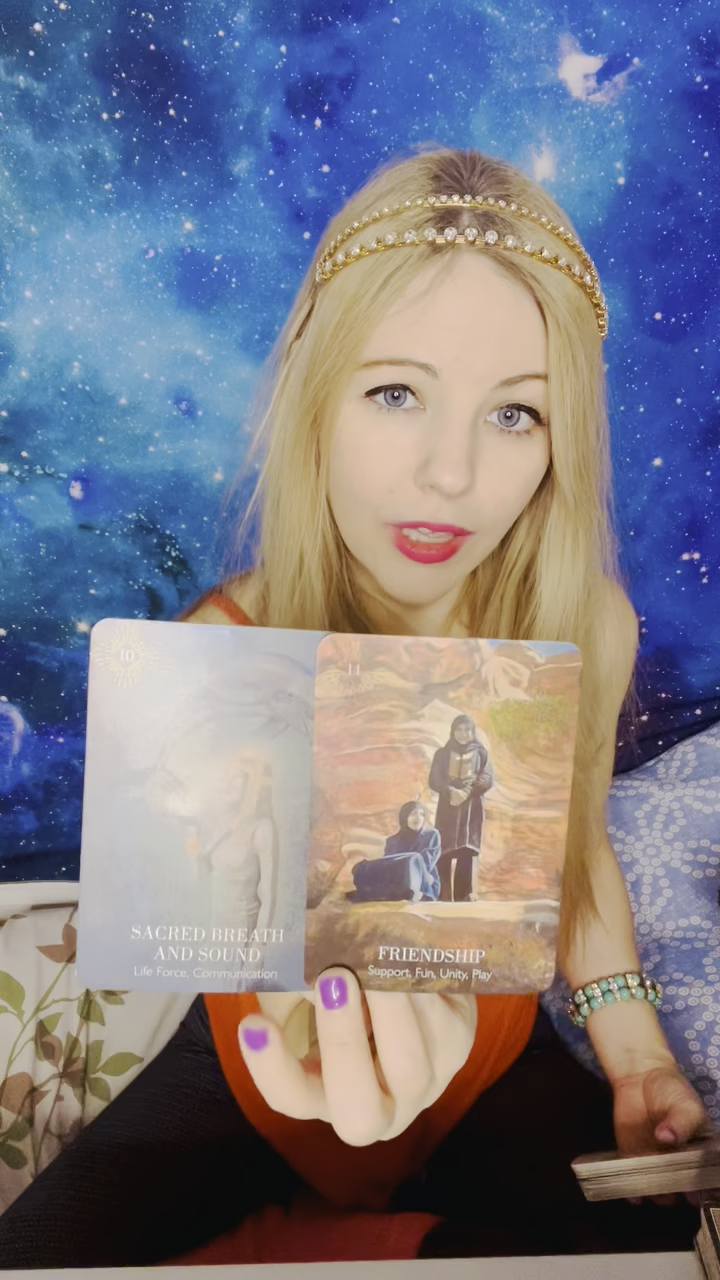 10
SACRED BREATH
AND SOUND
Life Force, Communication
11
FRIENDSHIP
Support, Fun, Unity, Play